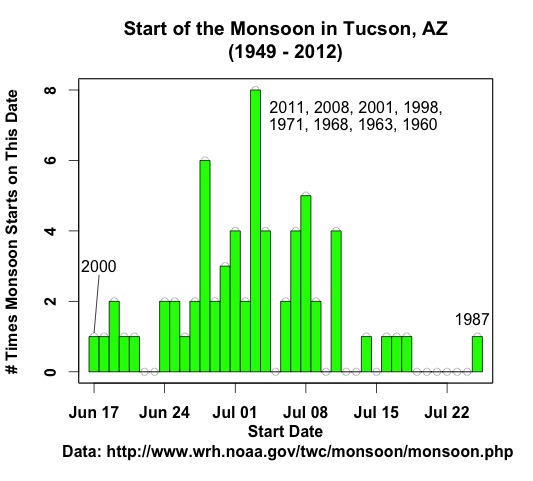 Start of the Monsoon in Tucson, AZ
(1949 - 2012)
# Times Monsoon Starts on This Date
8
6
4
2
0
2011, 2008, 2001, 1998,
1971, 1968, 1963, 1960
2000
1987
Jun 17 Jun 24 Jul 01 Jul 08 Jul 15 Jul 22
Start Date
Data: http://www.wrh.noaa.gov/twc/monsoon/monsoon.php